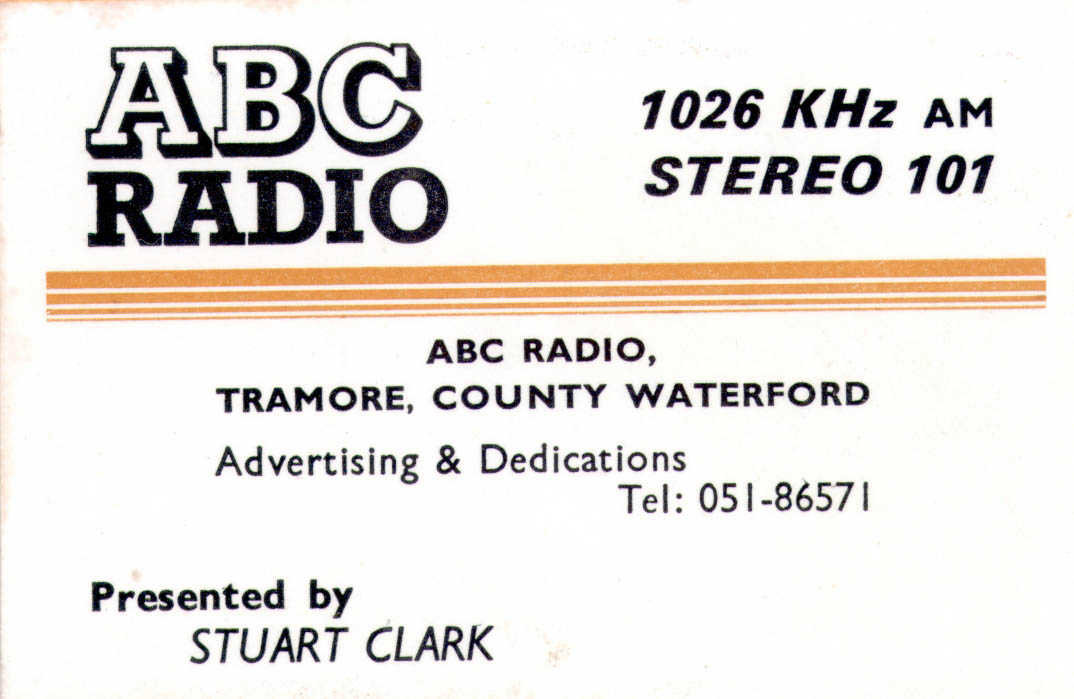 ABC
RADIO
1026 KHz AM
STEREO 101
ABC RADIO,
TRAMORE, COUNTY WATERFORD
Advertising & Dedications
Tel: 051-86571
Presented by
STUART CLARK